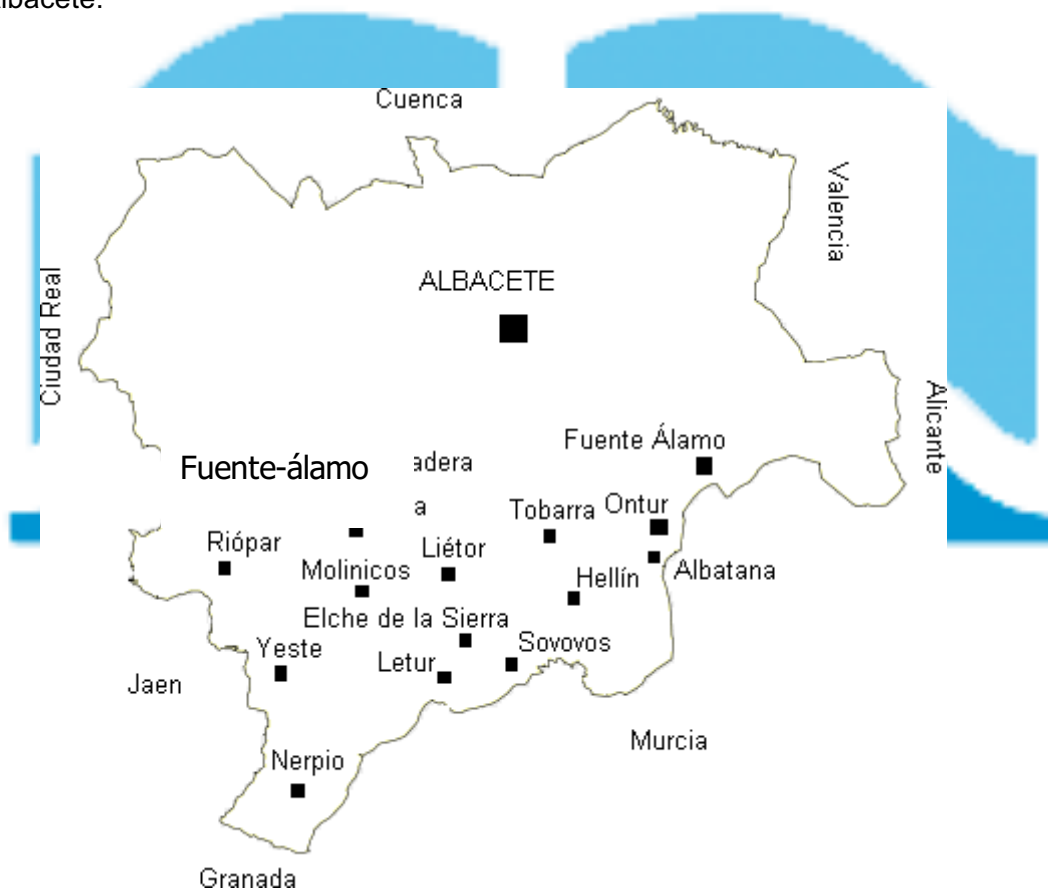 Albacete.
Cuenca
Valencia
Ciudad Real
ALBACETE
Alicante
Fuente Álamo
Fuente-álamo
adera
a
Tobarra
Ontur
Riópar
Liétor
Molinicos
Hellín
Albatana
Elche de la Sierra
Yeste
Letur
Sovovos
Jaen
Murcia
Nerpio
Granada